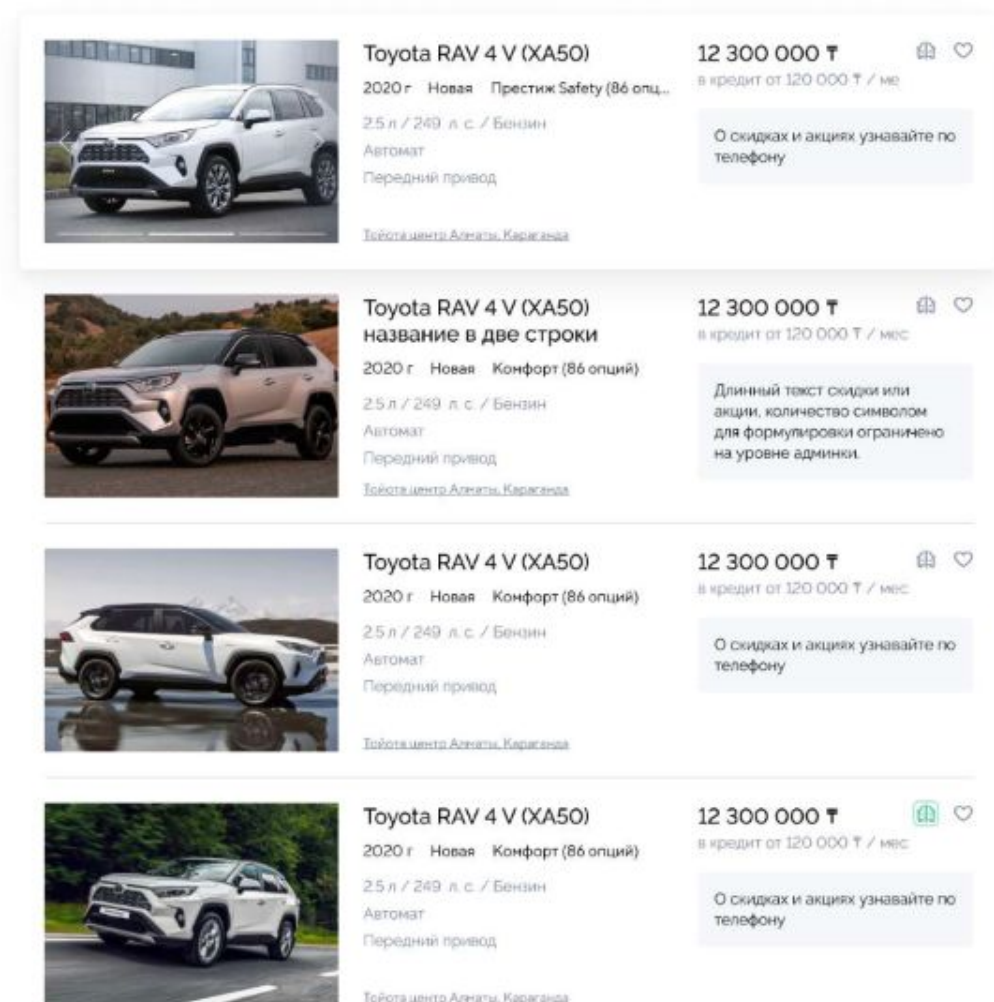 Toyota RAV 4 V (XA50)
2020 г Новая Престиж Safety (86 опц...
2.5 л / 249 л. с. / Бензин
Автомат
Передний привод
Тойота центр Алматы, Караганда
12 300 000 ₸
в кредит от 120 000 ₸ / ме
О скидках и акциях узнавайте по
телефону
Toyota RAV 4 V (XA50)
название в две строки
2020 г Новая Комфорт (86 опций)
2.5 л / 249 л. с. / Бензин
Автомат
Передний привод
Тойота центр Алматы, Караганда
12 300 000 ₸
в кредит от 120 000 ₸ / мес
Длинный текст скидки или
акции, количество символом
для формулировки ограничено
на уровне админки.
Toyota RAV 4 V (XA50)
2020 г Новая Комфорт (86 опций)
2.5 л / 249 л. с. / Бензин
Автомат
Передний привод
Тойота центр Алматы, Караганда
12 300 000 ₸
в кредит от 120 000 ₸ / мес
О скидках и акциях узнавайте по
телефону
Toyota RAV 4 V (XA50)
2020 г Новая Комфорт (86 опций)
2.5 л / 249 л. с. / Бензин
Автомат
Передний привод
Тойота центр Алматы, Караганда
12 300 000 ₸
в кредит от 120 000 ₸ / мес
О скидках и акциях узнавайте по
телефону